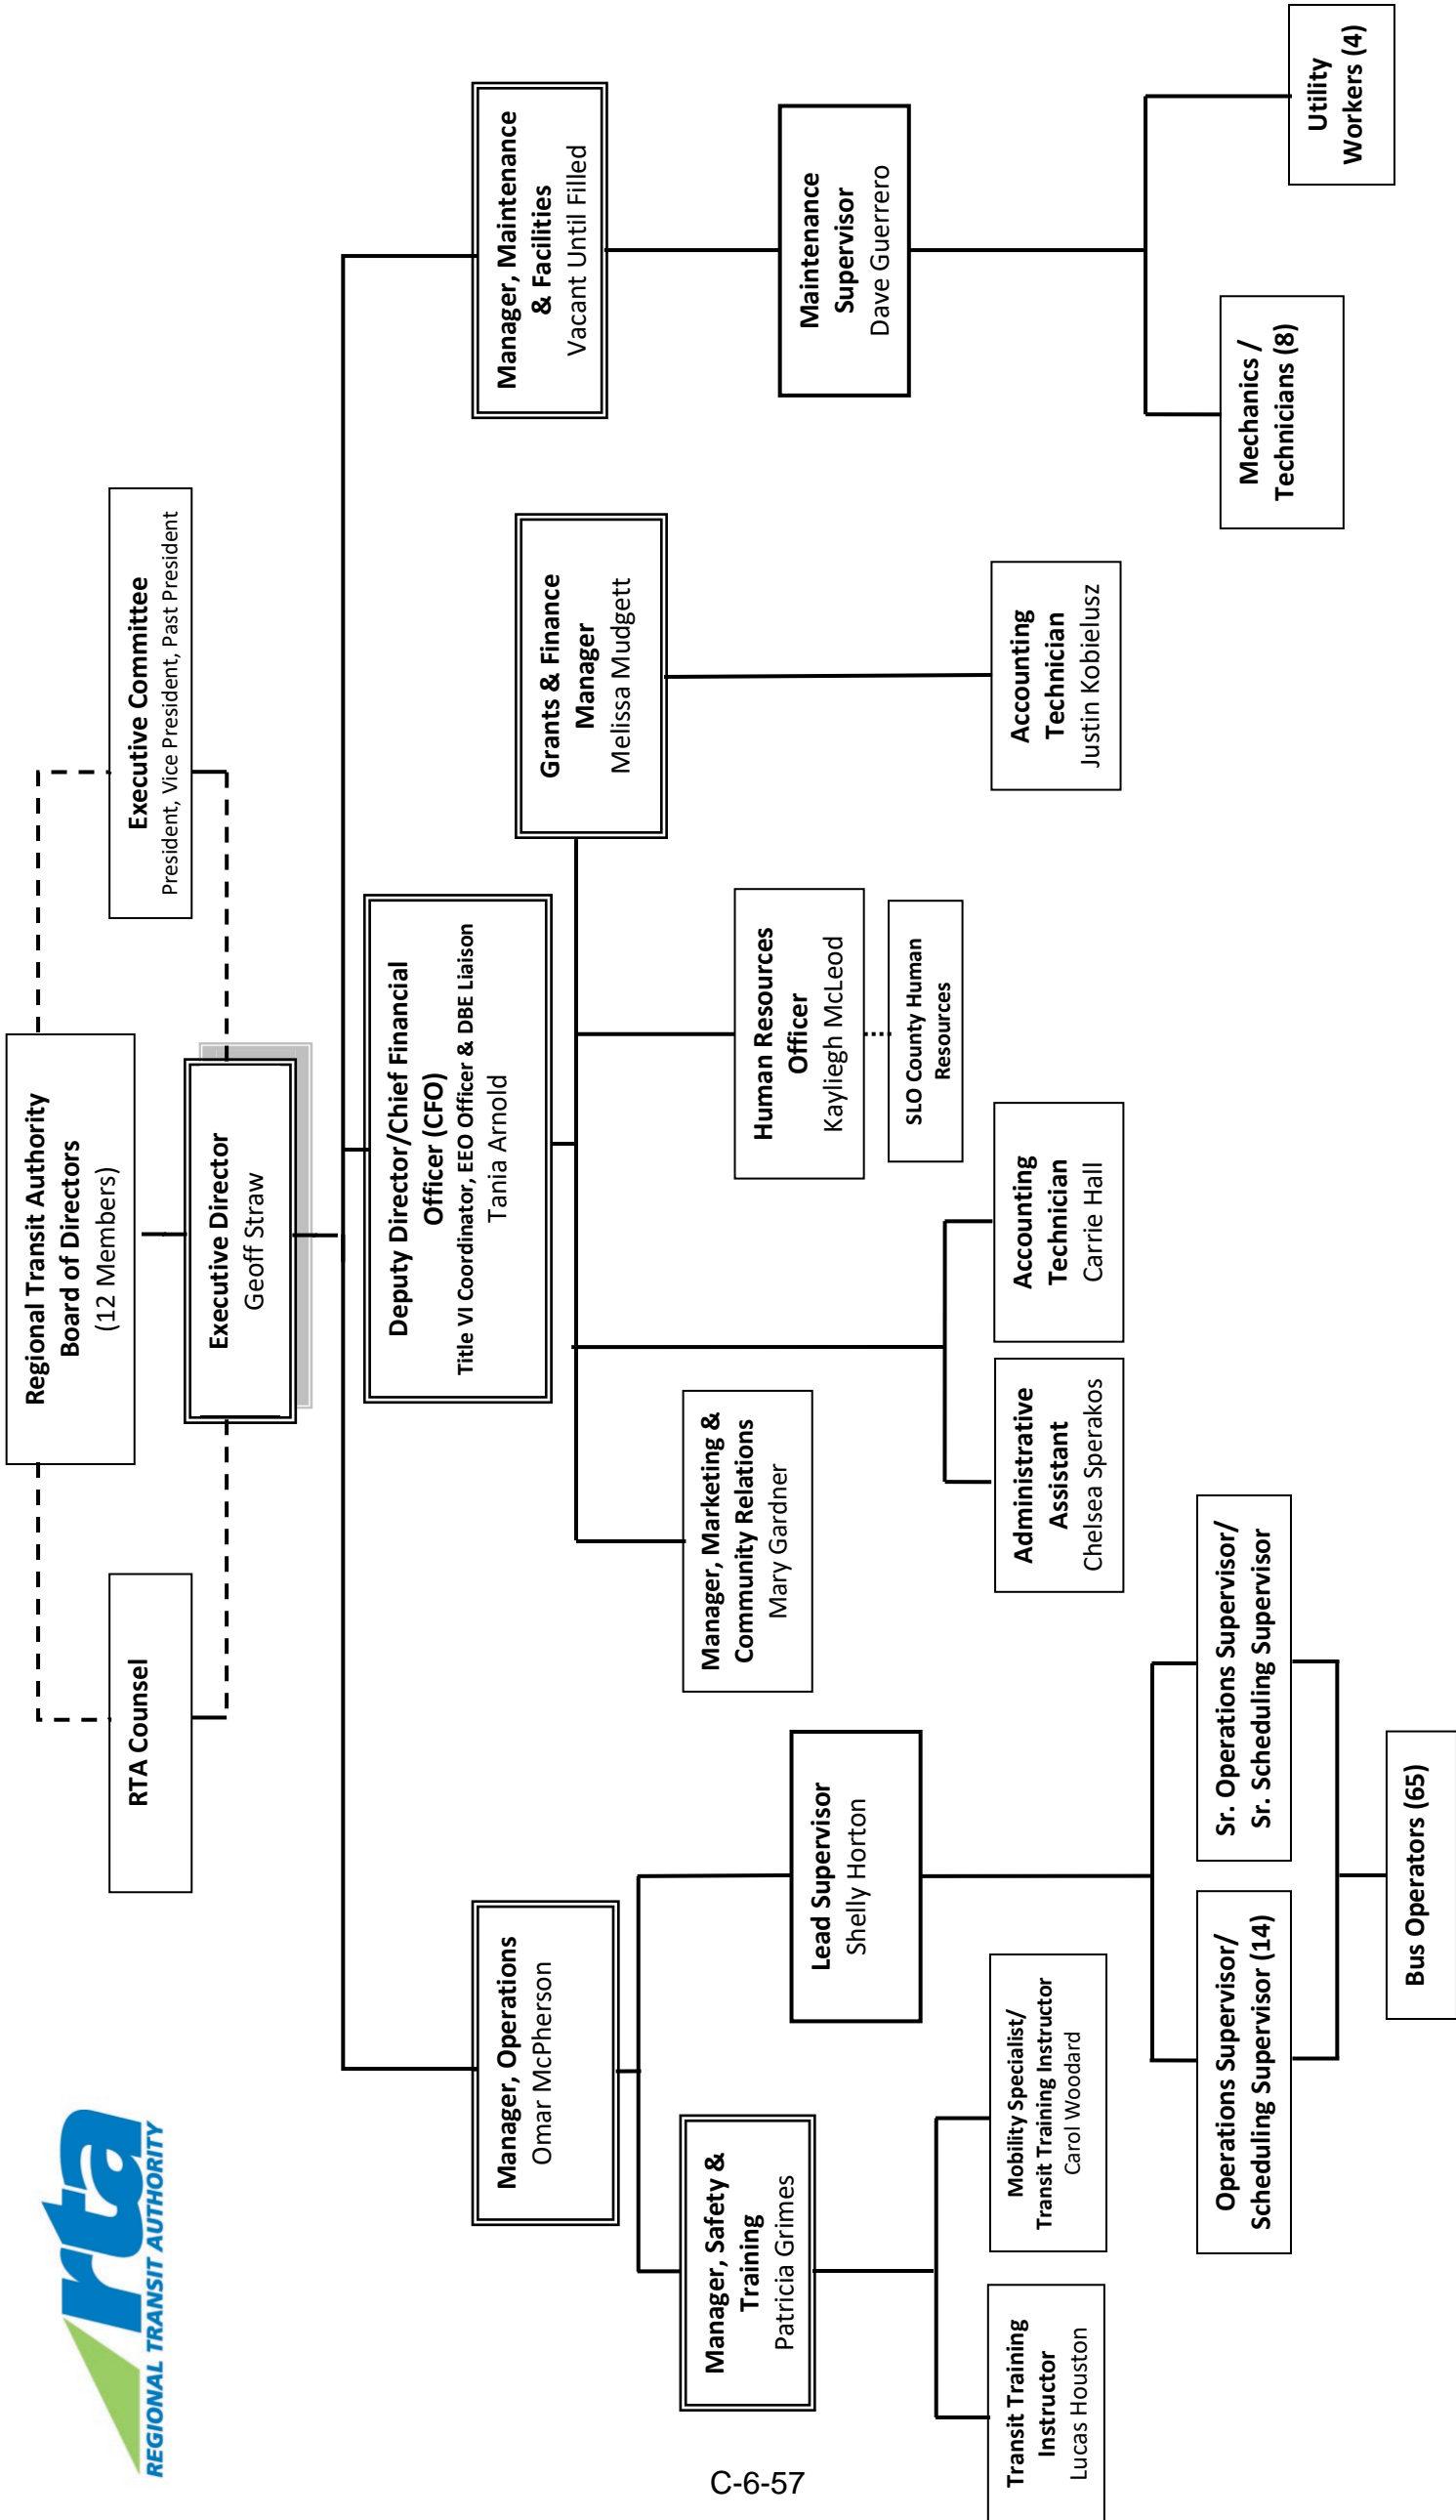 rta
REGIONAL TRANSIT AUTHORITY
Regional Transit Authority
Board of Directors
(12 Members)
RTA Counsel
Executive Committee
President, Vice President, Past President
Executive Director
Geoff Straw
Deputy Director/Chief Financial
Officer (CFO)
Title VI Coordinator, EEO Officer & DBE Liaison
Tania Arnold
Manager, Operations
Omar McPherson
Manager, Maintenance
& Facilities
Vacant Until Filled
Grants & Finance
Manager
Melissa Mudgett
Manager, Safety &
Training
Patricia Grimes
Lead Supervisor
Shelly Horton
Manager, Marketing &
Community Relations
Mary Gardner
Human Resources
Officer
Kayliegh McLeod
SLO County Human
Resources
Maintenance
Supervisor
Dave Guerrero
Transit Training
Instructor
Lucas Houston
Mobility Specialist/
Transit Training Instructor
Carol Woodard
Administrative
Assistant
Chelsea Sperakos
Accounting
Technician
Carrie Hall
Accounting
Technician
Justin Kobielusz
Operations Supervisor/
Scheduling Supervisor (14)
Sr. Operations Supervisor/
Sr. Scheduling Supervisor
Mechanics /
Technicians (8)
Utility
Workers (4)
Bus Operators (65)
C-6-57